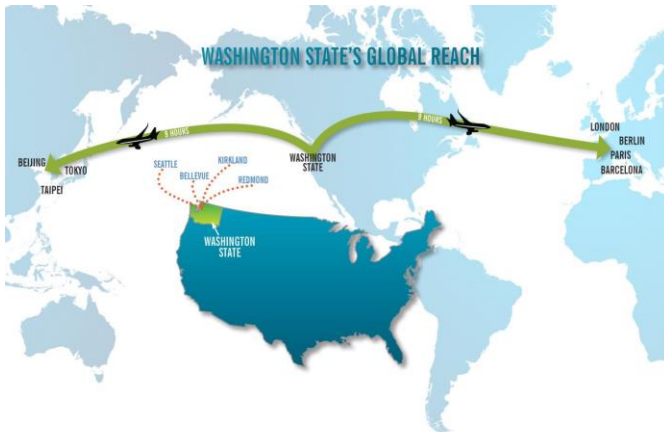 WASHINGTON STATE'S GLOBAL REACH
9 HOURS
9 HOURS
LONDON
BERLIN
PARIS
BARCELONA
BEIJING
TOKYO
TAIPEI
WASHINGTON
STATE
SEATTLE
BELLEVUE
KIRKLAND
REDMOND
WASHINGTON
STATE